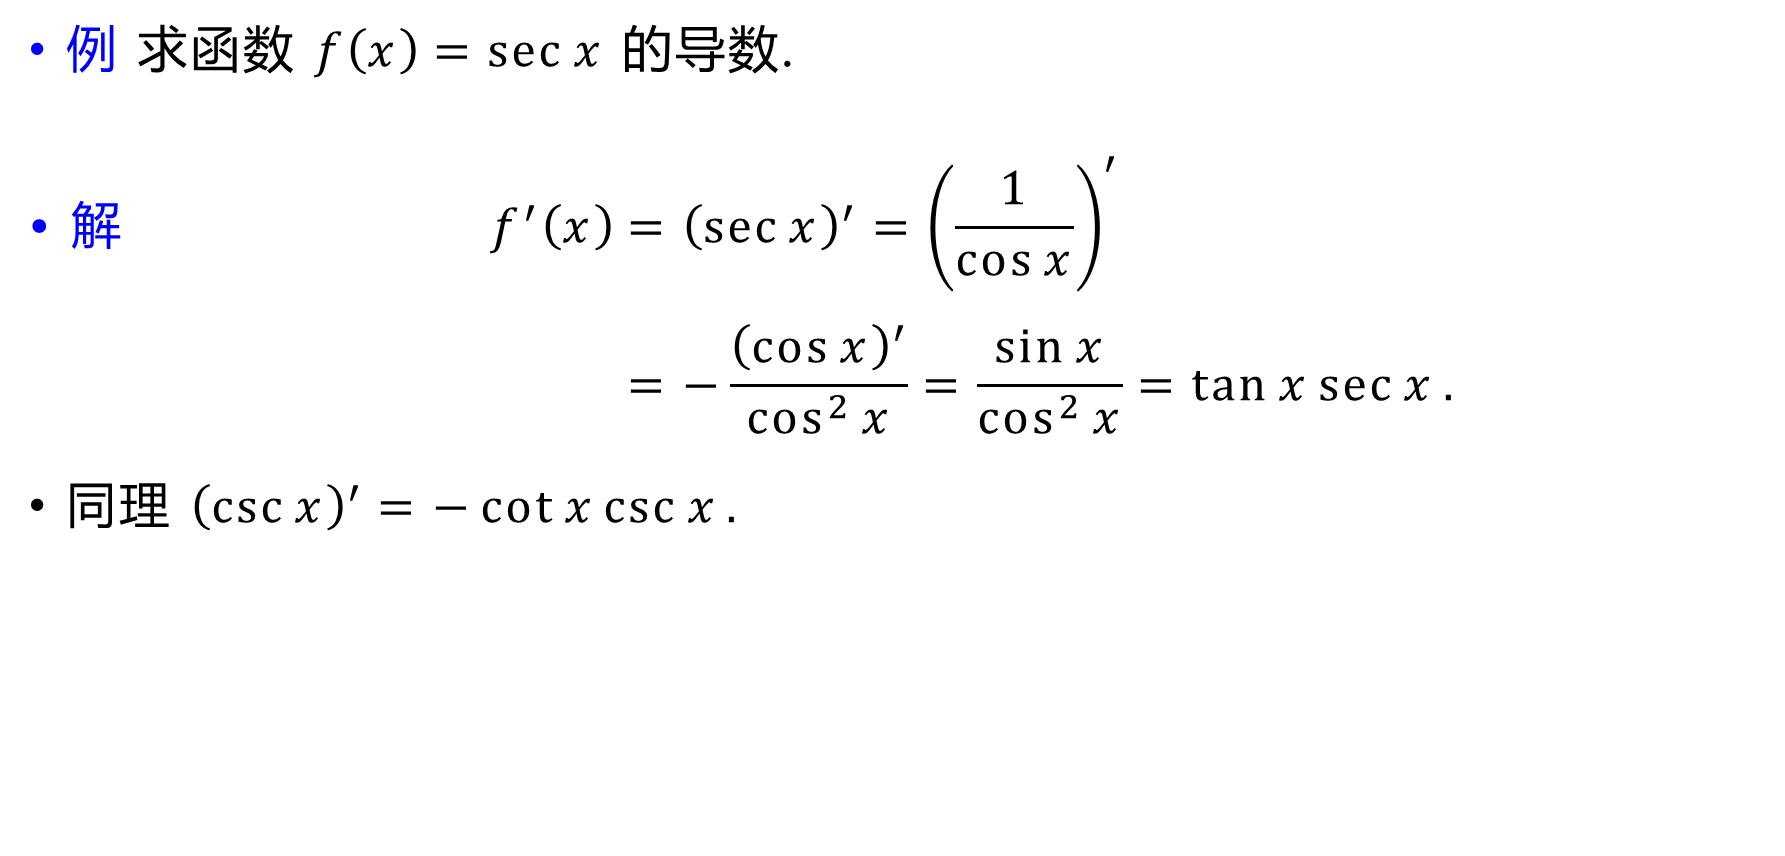 • 例 求函数 f(x) = sec x 的导数.
• 解 f′(x) = (sec x)′ = (1/cos x)′
= −(cos x)′/cos² x = sin x/cos² x = tan x sec x .
• 同理 (csc x)′ = − cot x csc x .